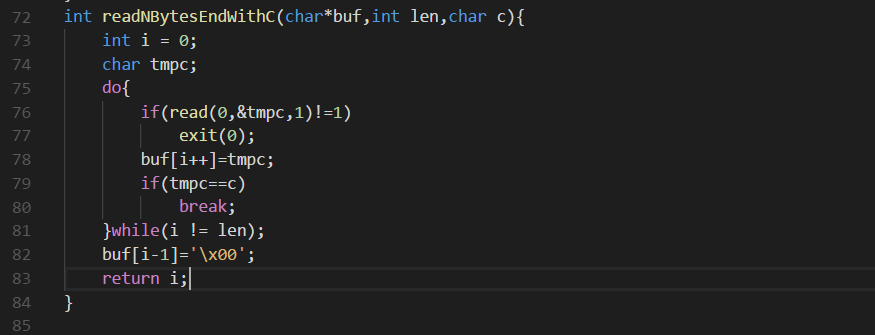 72 int readNBytesEndWithC(char*buf,int len,char c){
73     int i = 0;
74     char tmpc;
75     do{
76         if(read(0,&tmpc,1)!=1)
77             exit(0);
78         buf[i++]=tmpc;
79         if(tmpc==c)
80             break;
81     }while(i != len);
82     buf[i-1]='\x00';
83     return i;
84 }
85